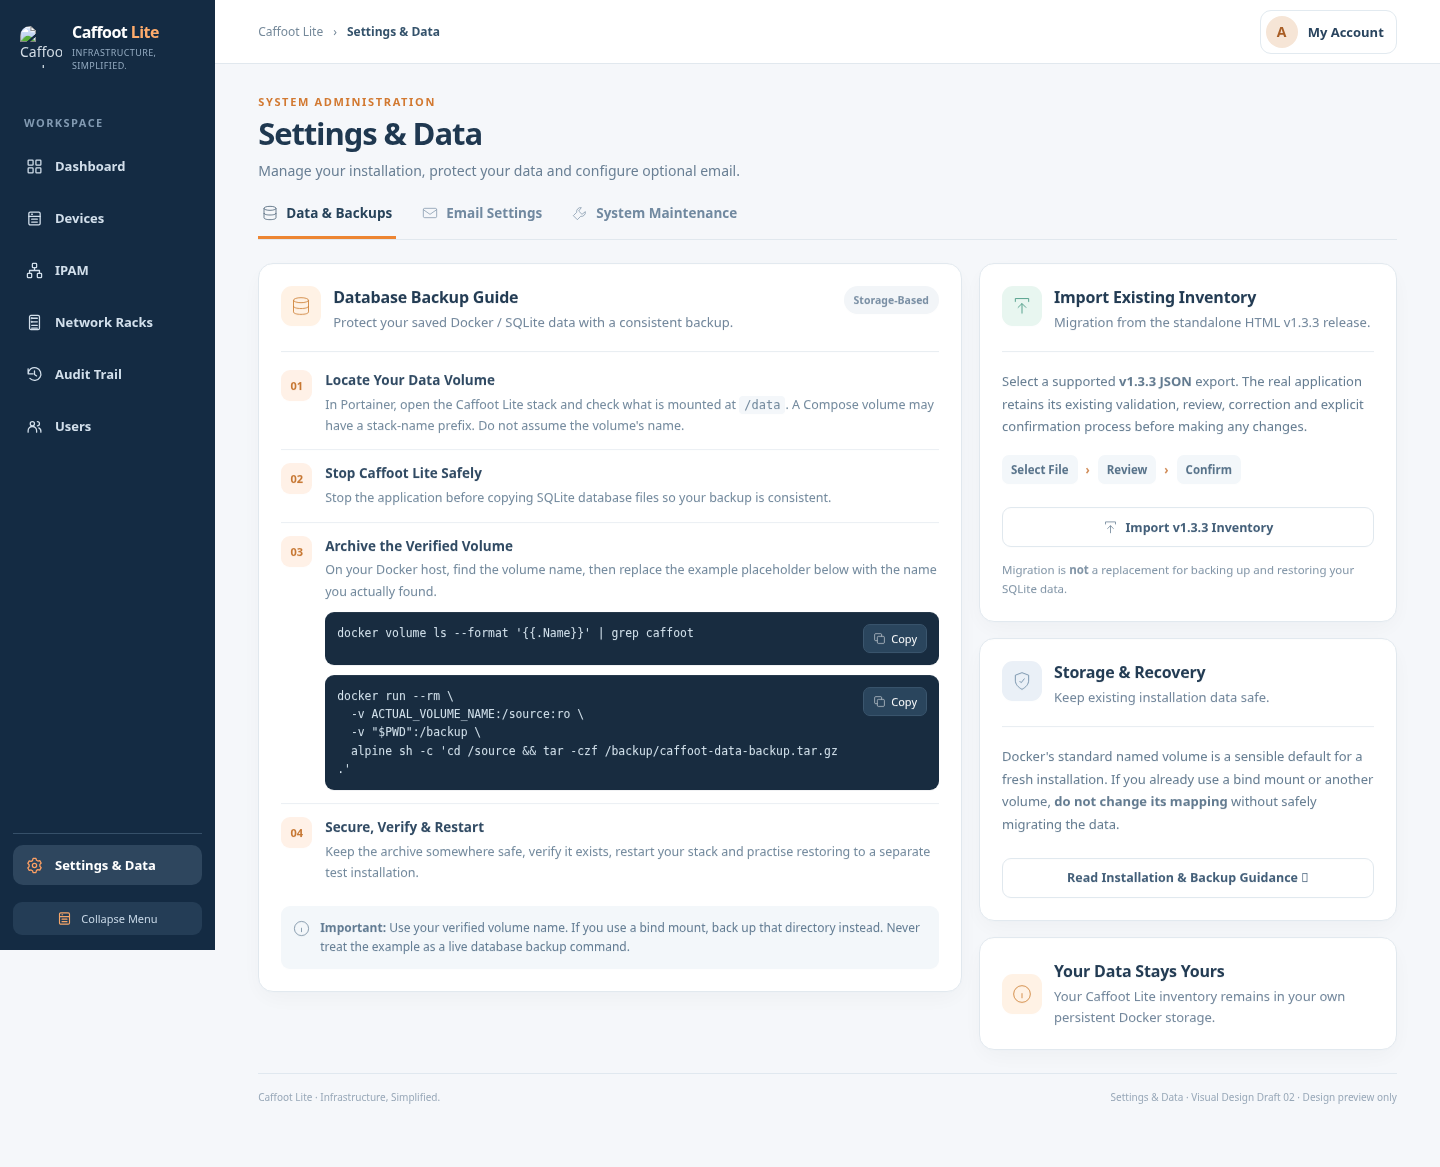 Caffoo
Caffoot Lite
INFRASTRUCTURE,
SIMPLIFIED.
WORKSPACE
Dashboard
Devices
IPAM
Network Racks
Audit Trail
Users
Settings & Data
Collapse Menu
Caffoot Lite › Settings & Data
A My Account
SYSTEM ADMINISTRATION
Settings & Data
Manage your installation, protect your data and configure optional email.
Data & Backups Email Settings System Maintenance
Database Backup Guide
Storage-Based
Protect your saved Docker / SQLite data with a consistent backup.
01 Locate Your Data Volume
In Portainer, open the Caffoot Lite stack and check what is mounted at /data . A Compose volume may
have a stack-name prefix. Do not assume the volume's name.
02 Stop Caffoot Lite Safely
Stop the application before copying SQLite database files so your backup is consistent.
03 Archive the Verified Volume
On your Docker host, find the volume name, then replace the example placeholder below with the name
you actually found.
docker volume ls --format '{{.Name}}' | grep caffoot
Copy
docker run --rm \
Copy
-v ACTUAL_VOLUME_NAME:/source:ro \
-v "$PWD":/backup \
alpine sh -c 'cd /source && tar -czf /backup/caffoot-data-backup.tar.gz
.'
04 Secure, Verify & Restart
Keep the archive somewhere safe, verify it exists, restart your stack and practise restoring to a separate
test installation.
Important: Use your verified volume name. If you use a bind mount, back up that directory instead. Never
treat the example as a live database backup command.
Import Existing Inventory
Migration from the standalone HTML v1.3.3 release.
Select a supported v1.3.3 JSON export. The real application
retains its existing validation, review, correction and explicit
confirmation process before making any changes.
Select File › Review › Confirm
Import v1.3.3 Inventory
Migration is not a replacement for backing up and restoring your
SQLite data.
Storage & Recovery
Keep existing installation data safe.
Docker's standard named volume is a sensible default for a
fresh installation. If you already use a bind mount or another
volume, do not change its mapping without safely
migrating the data.
Read Installation & Backup Guidance
Your Data Stays Yours
Your Caffoot Lite inventory remains in your own
persistent Docker storage.
Caffoot Lite · Infrastructure, Simplified.
Settings & Data · Visual Design Draft 02 · Design preview only